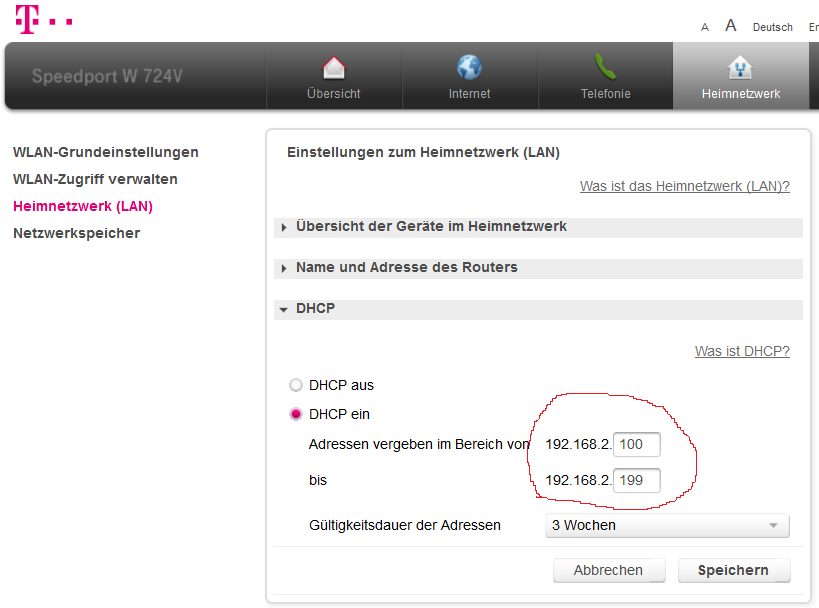 T
A A Deutsch
Speedport W 724V
Übersicht Internet Telefonie Heimnetzwerk
WLAN-Grundeinstellungen
WLAN-Zugriff verwalten
Heimnetzwerk (LAN)
Netzwerkspeicher
Einstellungen zum Heimnetzwerk (LAN)
Was ist das Heimnetzwerk (LAN)?
Übersicht der Geräte im Heimnetzwerk
Name und Adresse des Routers
DHCP
Was ist DHCP?
DHCP aus
DHCP ein
Adressen vergeben im Bereich von 192.168.2. 100
bis 192.168.2. 199
Gültigkeitsdauer der Adressen 3 Wochen
Abbrechen Speichern